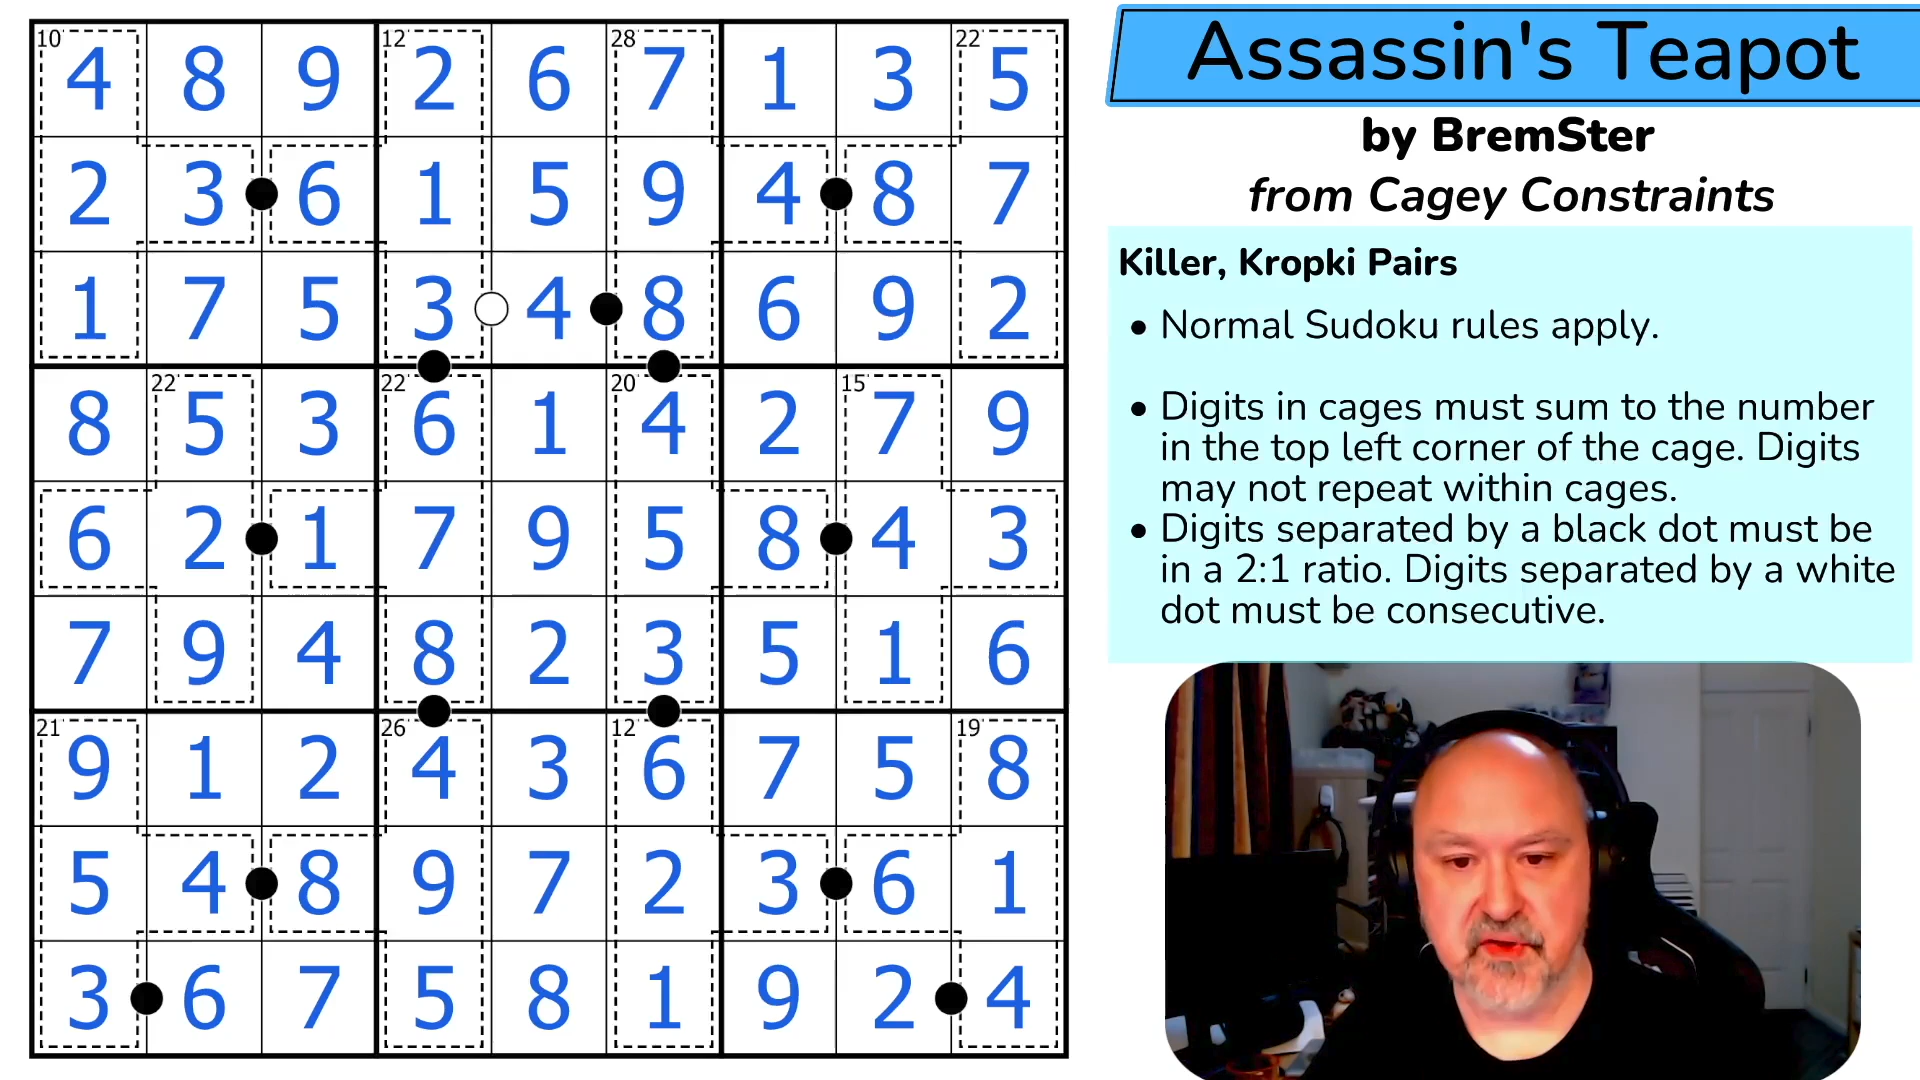 Assassin's Teapot
by BremSter
from Cagey Constraints
Killer, Kropki Pairs
• Normal Sudoku rules apply.
• Digits in cages must sum to the number
in the top left corner of the cage. Digits
may not repeat within cages.
• Digits separated by a black dot must be
in a 2:1 ratio. Digits separated by a white
dot must be consecutive.
10 12 28 22
4 8 9 2 6 7 1 3 5
2 3 6 1 5 9 4 8 7
1 7 5 3 4 8 6 9 2
22 22 20 15
8 5 3 6 1 4 2 7 9
6 2 1 7 9 5 8 4 3
7 9 4 8 2 3 5 1 6
21 26 12 19
9 1 2 4 3 6 7 5 8
5 4 8 9 7 2 3 6 1
3 6 7 5 8 1 9 2 4